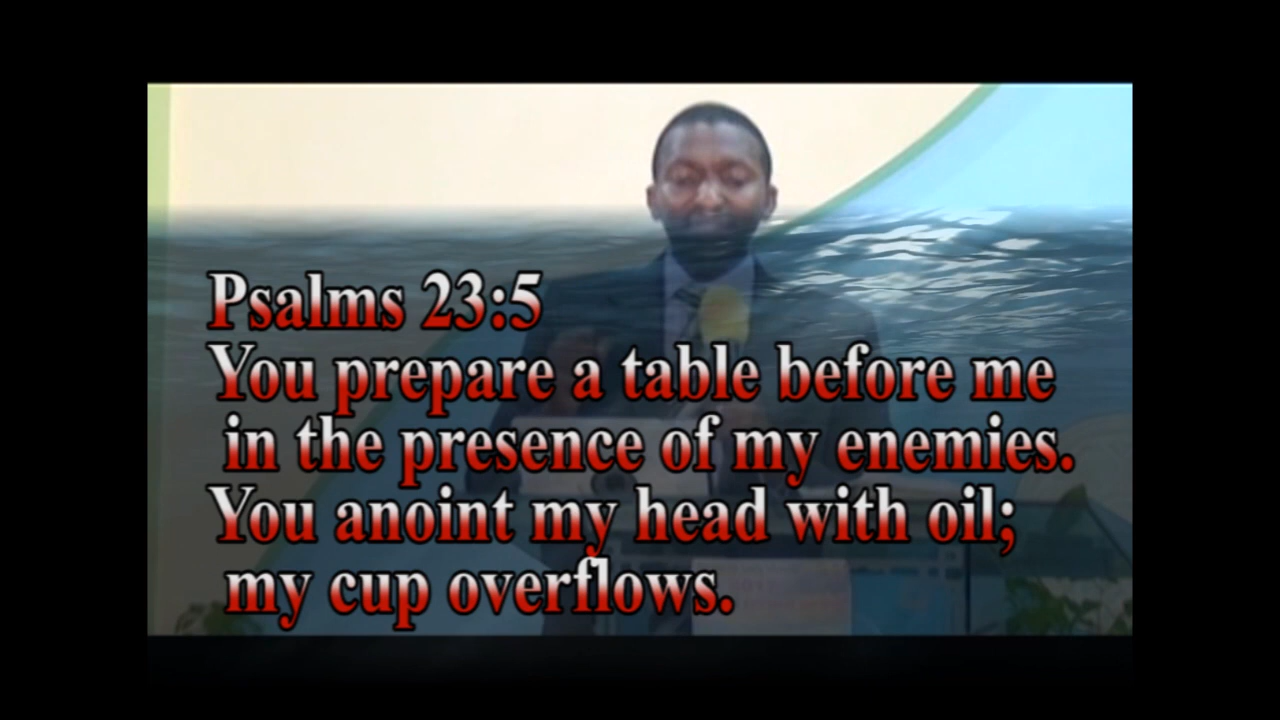 Psalms 23:5
You prepare a table before me
in the presence of my enemies.
You anoint my head with oil;
my cup overflows.